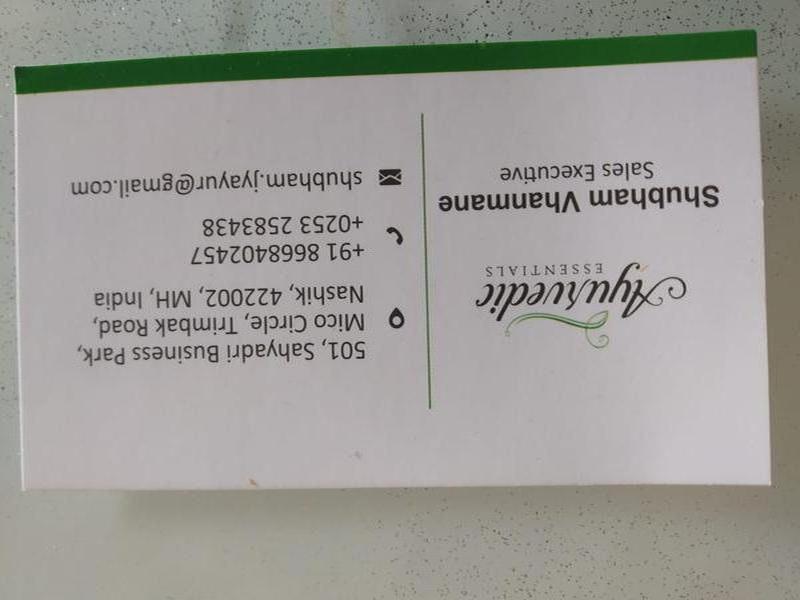 Ayurvedic
ESSENTIALS
Shubham Vhanmane
Sales Executive
501, Sahyadri Business Park,
Mico Circle, Trimbak Road,
Nashik, 422002, MH, India
+91 8668402457
+0253 2583438
shubham.jyayur@gmail.com